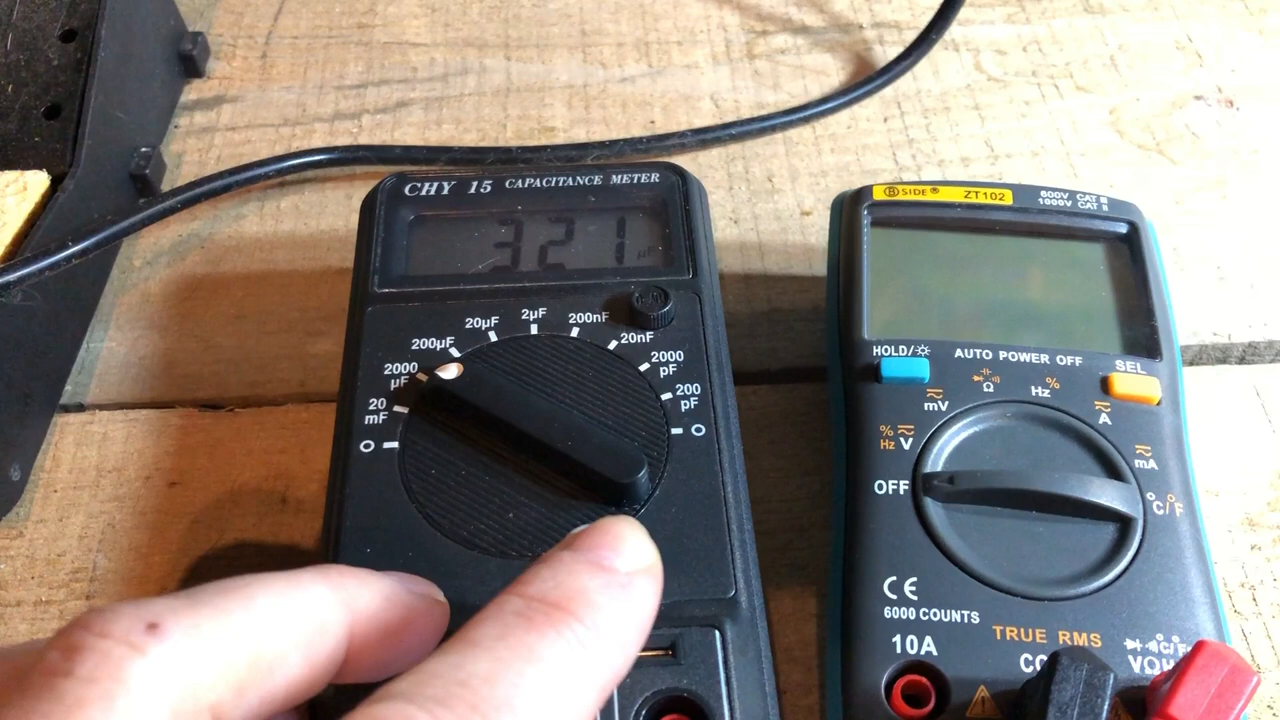 CHY 15 CAPACITANCE METER
321 µF
2µF
20µF
200nF
200µF
20nF
2000
µF
2000
pF
20
mF
200
pF
BSIDE® ZT102
600V CAT III
1000V CAT II
HOLD/
AUTO POWER OFF
SEL
Ω
Hz %
mV
A
% Hz V
mA
OFF
°C/°F
CE
6000 COUNTS
TRUE RMS
10A
CO
°C/°F
VΩH